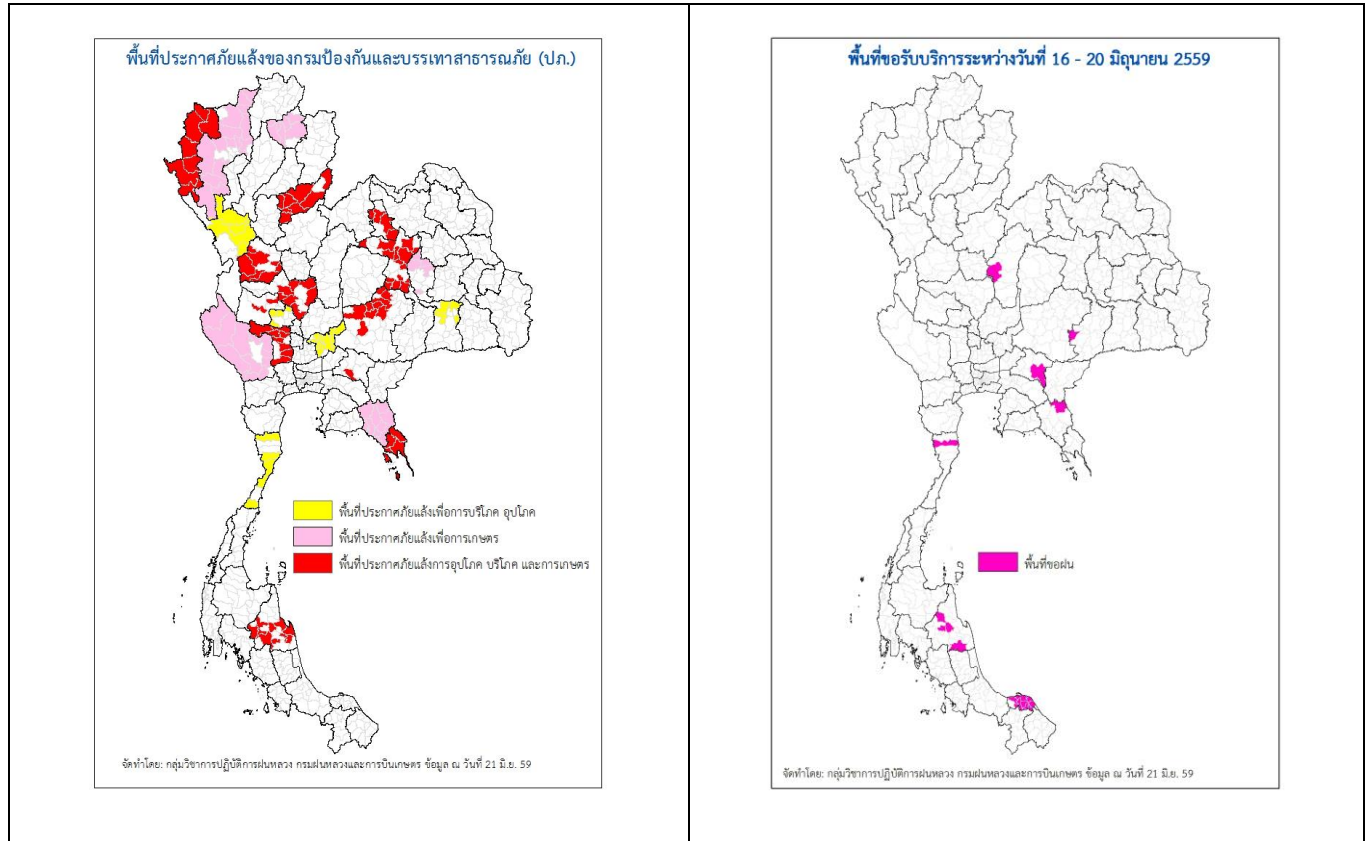 พื้นที่ประกาศภัยแล้งของกรมป้องกันและบรรเทาสาธารณภัย (ปภ.)
พื้นที่ประกาศภัยแล้งเพื่อการบริโภค อุปโภค
พื้นที่ประกาศภัยแล้งเพื่อการเกษตร
พื้นที่ประกาศภัยแล้งการอุปโภค บริโภค และการเกษตร
จัดทำโดย: กลุ่มวิชาการปฏิบัติการฝนหลวง กรมฝนหลวงและการบินเกษตร ข้อมูล ณ วันที่ 21 มิ.ย. 59
พื้นที่ขอรับบริการระหว่างวันที่ 16 - 20 มิถุนายน 2559
พื้นที่ขอฝน
จัดทำโดย: กลุ่มวิชาการปฏิบัติการฝนหลวง กรมฝนหลวงและการบินเกษตร ข้อมูล ณ วันที่ 21 มิ.ย. 59